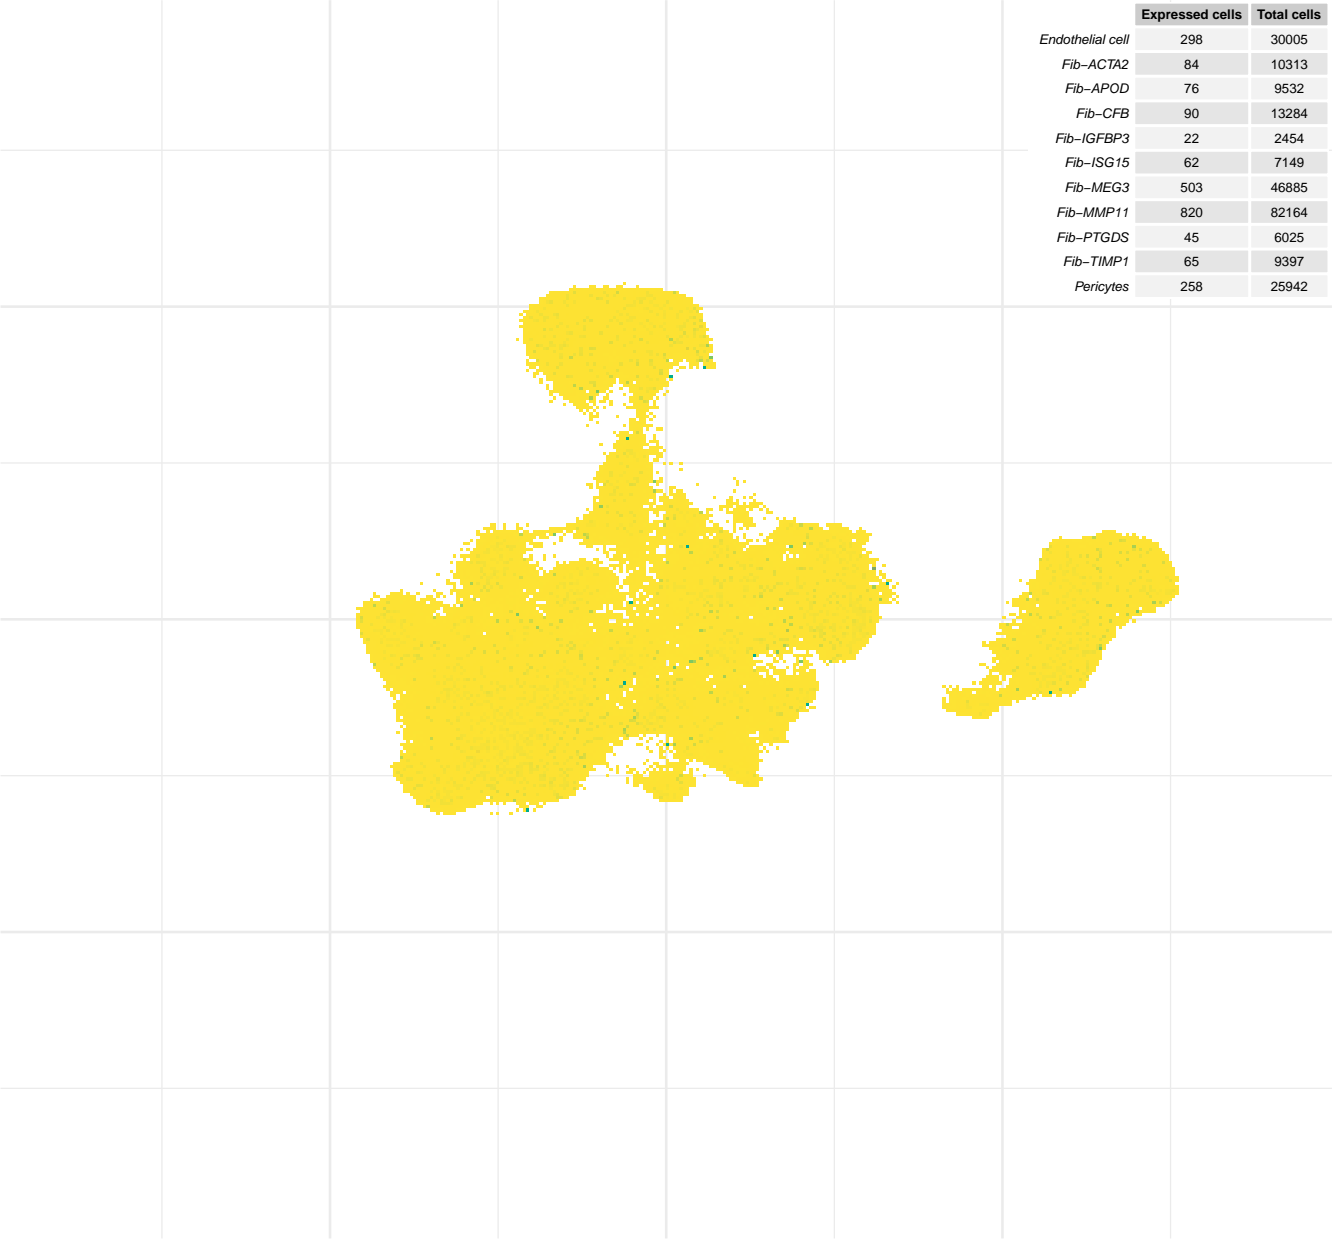 Expressed cells Total cells
Endothelial cell 298 30005
Fib−ACTA2 84 10313
Fib−APOD 76 9532
Fib−CFB 90 13284
Fib−IGFBP3 22 2454
Fib−ISG15 62 7149
Fib−MEG3 503 46885
Fib−MMP11 820 82164
Fib−PTGDS 45 6025
Fib−TIMP1 65 9397
Pericytes 258 25942